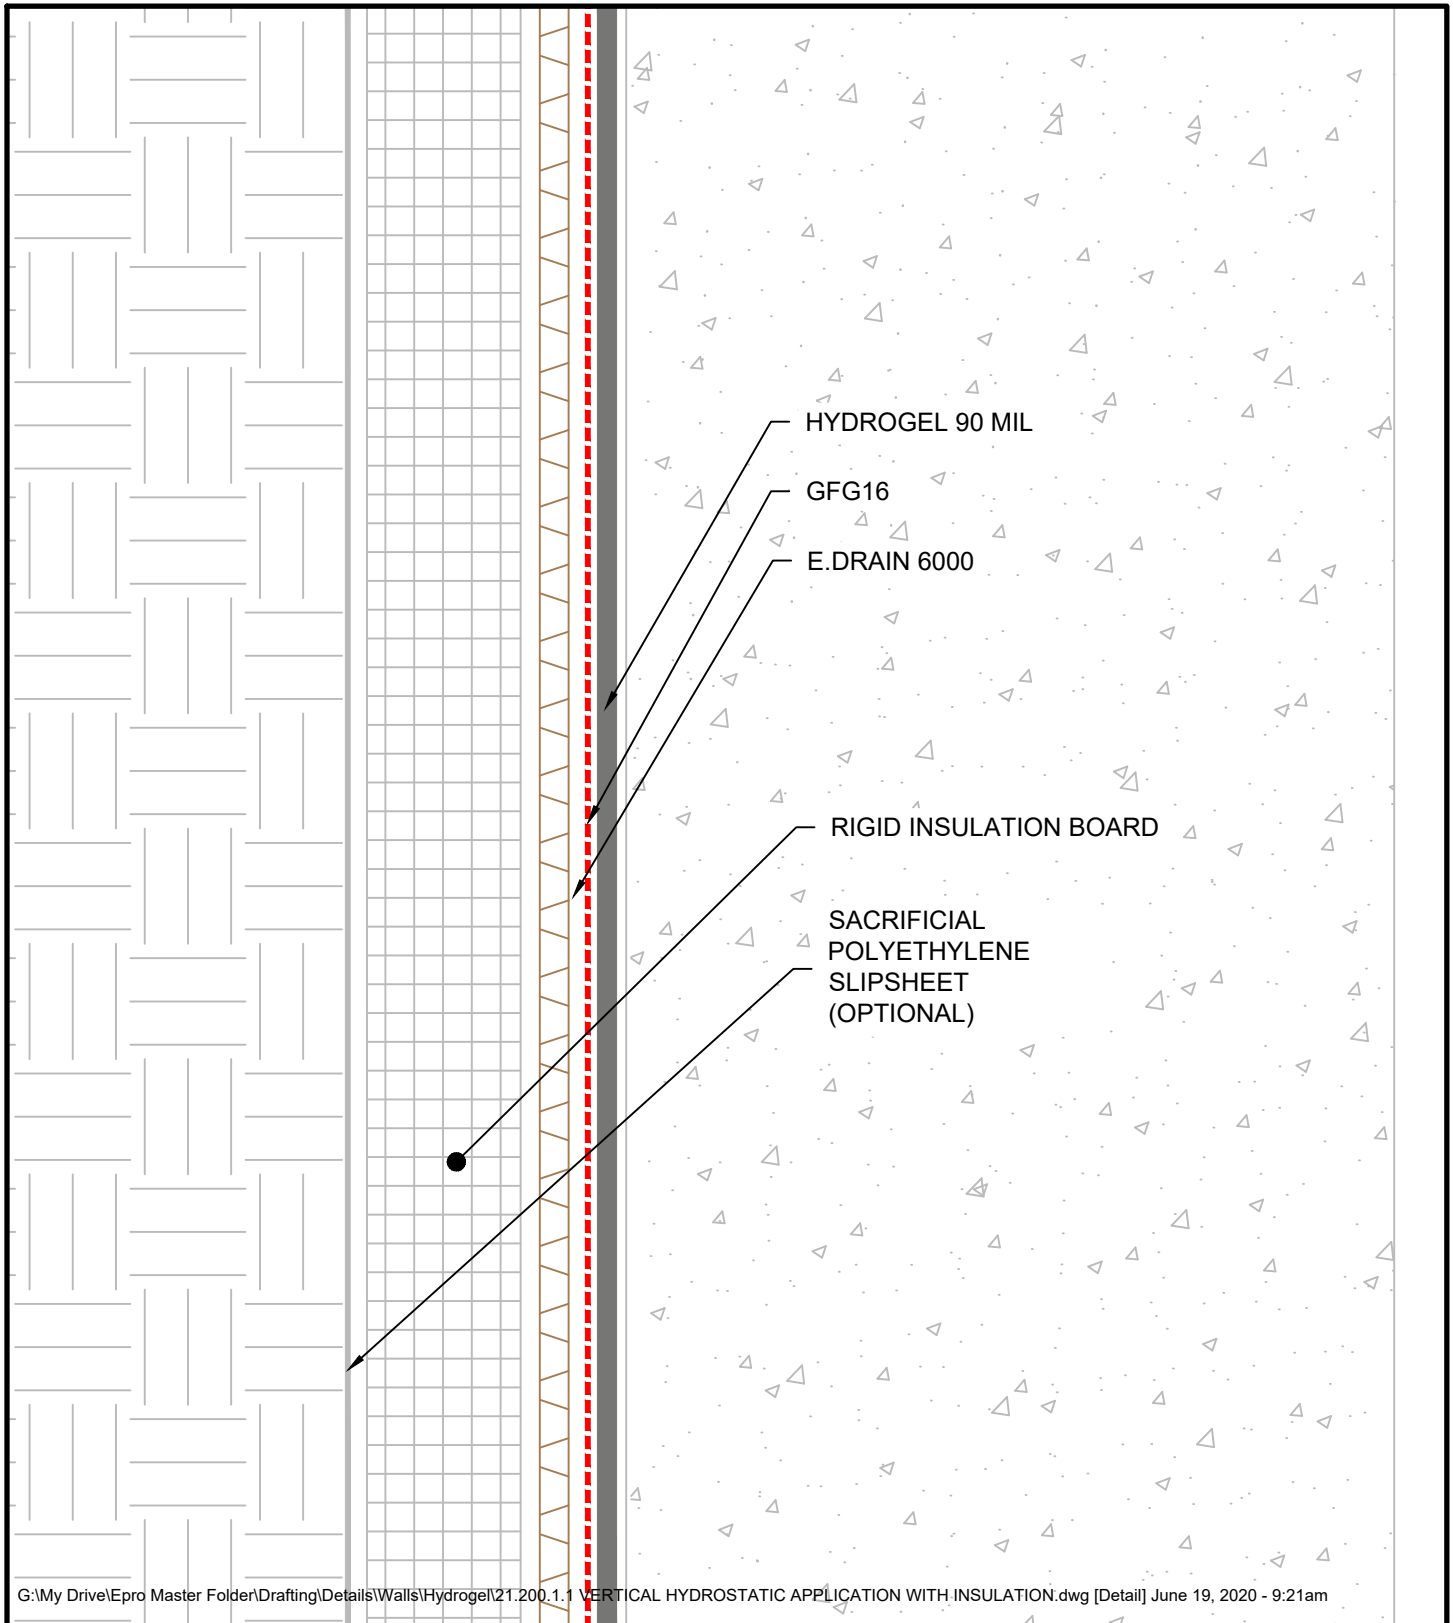 HYDROGEL 90 MIL
GFG16
E.DRAIN 6000
RIGID INSULATION BOARD
SACRIFICIAL
POLYETHYLENE
SLIPSHEET
(OPTIONAL)
G:\My Drive\Epro Master Folder\Drafting\Details\Walls\Hydrogel\21.200.1.1 VERTICAL HYDROSTATIC APPLICATION WITH INSULATION.dwg [Detail] June 19, 2020 - 9:21am